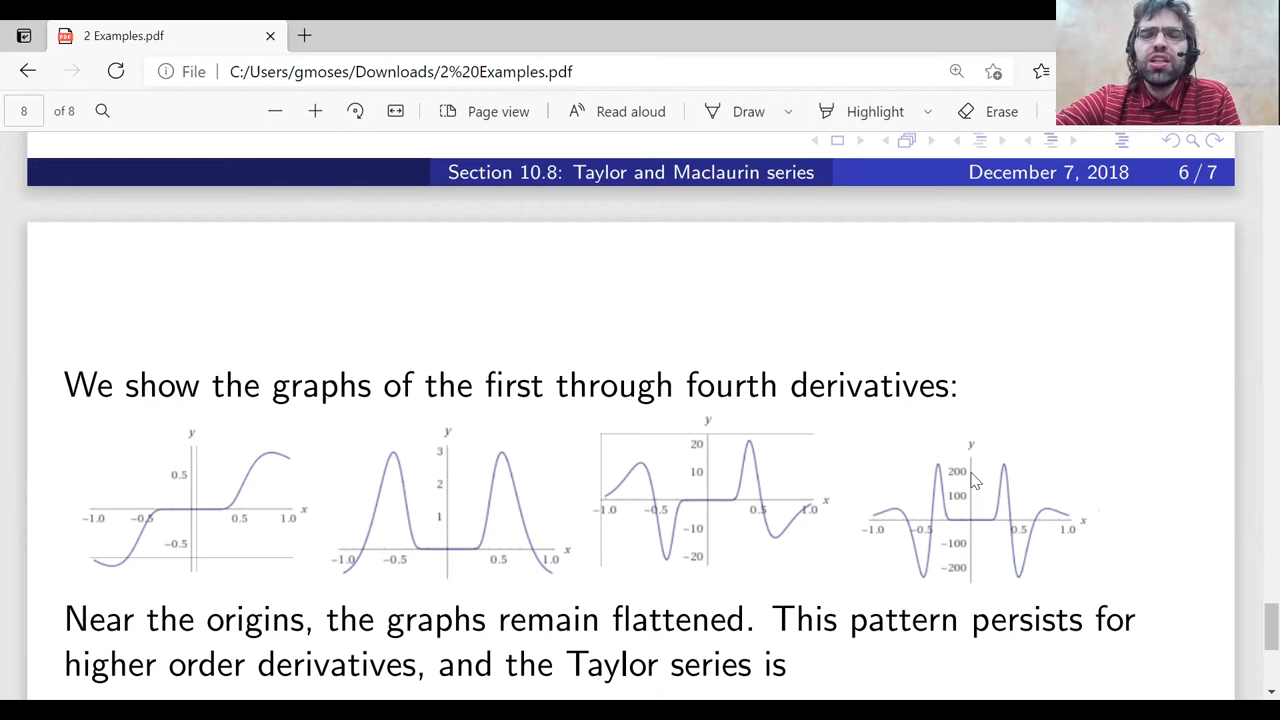 2 Examples.pdf
File C:/Users/gmoses/Downloads/2%20Examples.pdf
8 of 8 Page view Read aloud Draw Highlight Erase
Section 10.8: Taylor and Maclaurin series December 7, 2018 6 / 7
We show the graphs of the first through fourth derivatives:
y
0.5
-1.0 -0.5 0.5 1.0 x
-0.5
y
3
2
1
-1.0 -0.5 0.5 1.0 x
y
20
10
-1.0 -0.5 0.5 1.0 x
-10
-20
y
200
100
-1.0 -0.5 0.5 1.0 x
-100
-200
Near the origins, the graphs remain flattened. This pattern persists for
higher order derivatives, and the Taylor series is